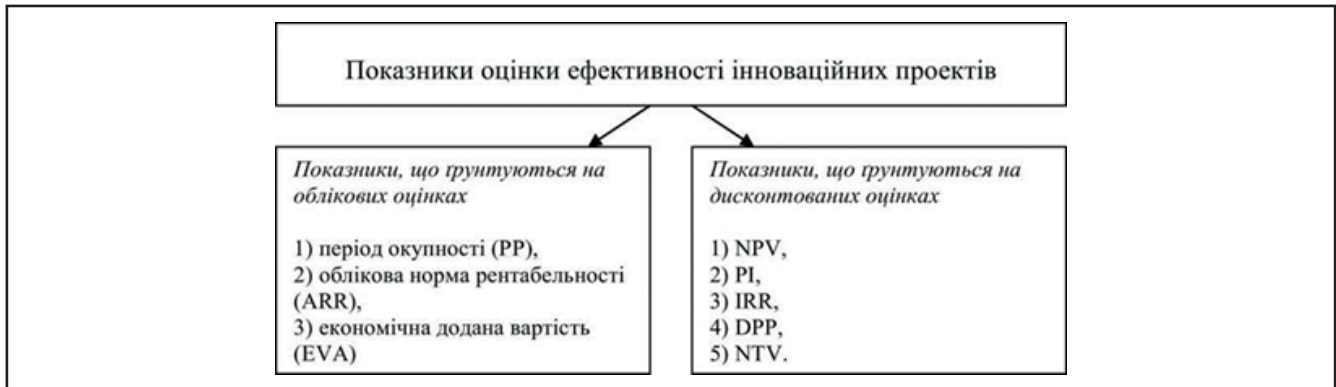 Показники оцінки ефективності інноваційних проектів
Показники, що ґрунтуються на
облікових оцінках
1) період окупності (PP),
2) облікова норма рентабельності
(ARR),
3) економічна додана вартість
(EVA)
Показники, що ґрунтуються на
дисконтованих оцінках
1) NPV,
2) PI,
3) IRR,
4) DPP,
5) NTV.